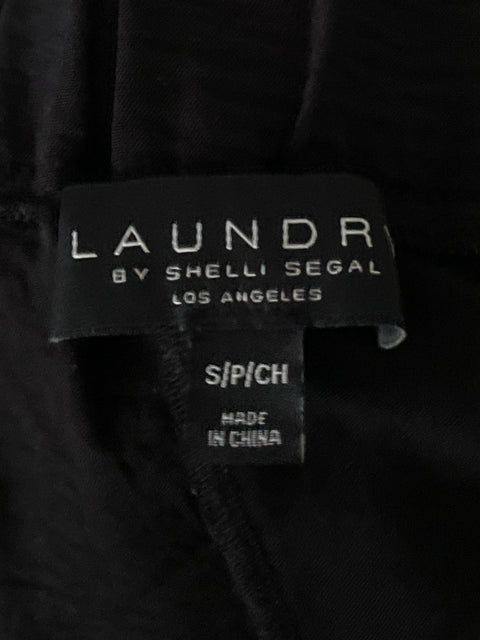 LAUNDRY
BY SHELLI SEGAL
LOS ANGELES
S/P/CH
MADE
IN CHINA